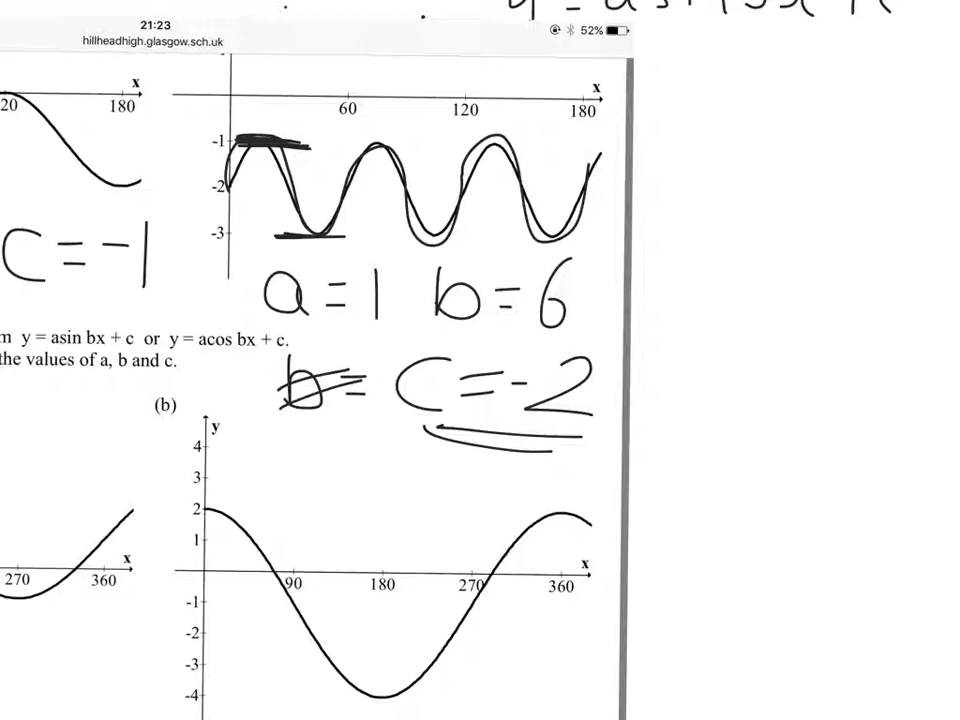 21:23
hillheadhigh.glasgow.sch.uk
52%
x
20
180
x
60
120
180
-1
-2
-3
C = -1
a = 1 b = 6
y = asin bx + c or y = acos bx + c.
the values of a, b and c.
b = C = -2
(b)
y
4
3
2
1
x
270
360
x
90
180
270
360
-1
-2
-3
-4